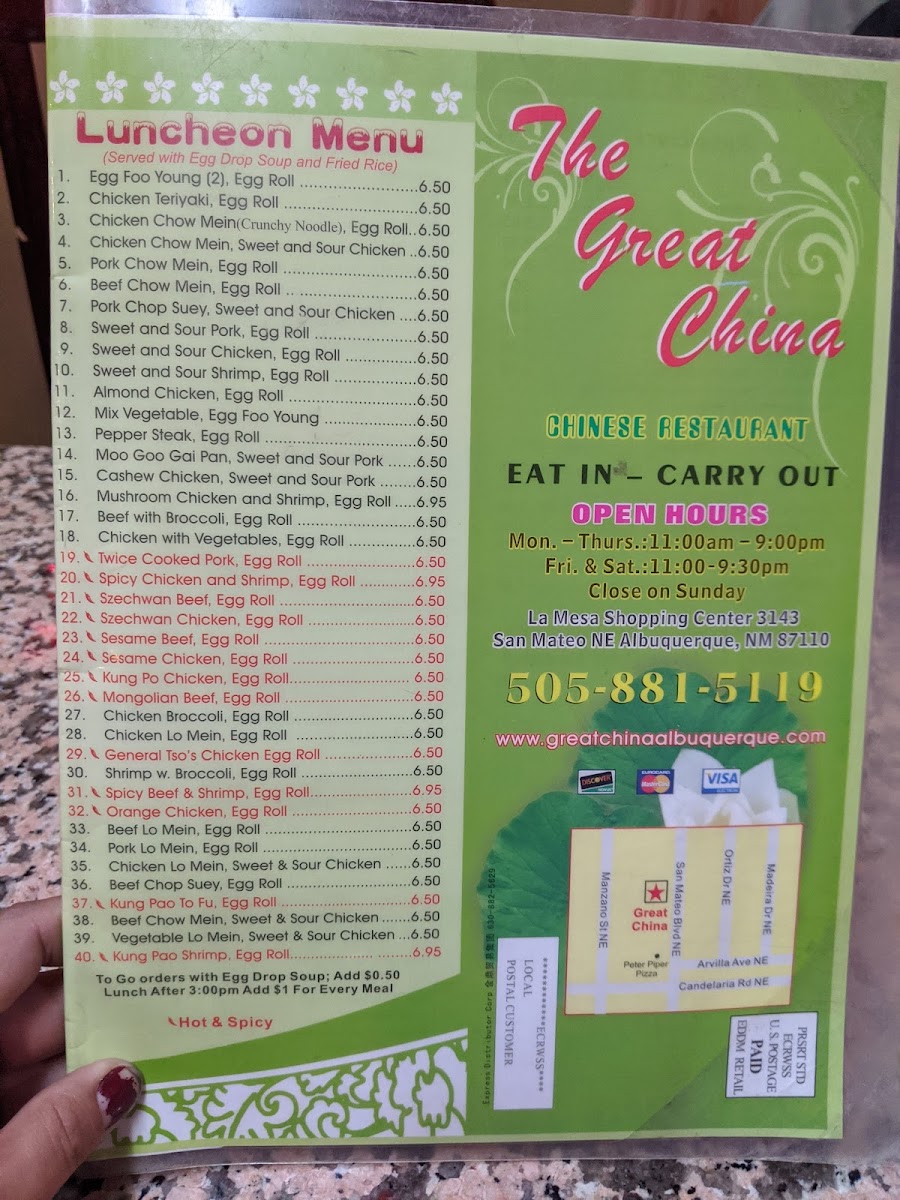 Luncheon Menu
(Served with Egg Drop Soup and Fried Rice)
1. Egg Foo Young (2), Egg Roll ...........................6.50
2. Chicken Teriyaki, Egg Roll ..............................6.50
3. Chicken Chow Mein(Crunchy Noodle), Egg Roll..6.50
4. Chicken Chow Mein, Sweet and Sour Chicken ..6.50
5. Pork Chow Mein, Egg Roll ..............................6.50
6. Beef Chow Mein, Egg Roll ..............................6.50
7. Pork Chop Suey, Sweet and Sour Chicken ....6.50
8. Sweet and Sour Pork, Egg Roll .......................6.50
9. Sweet and Sour Chicken, Egg Roll .................6.50
10. Sweet and Sour Shrimp, Egg Roll ..................6.50
11. Almond Chicken, Egg Roll ............................6.50
12. Mix Vegetable, Egg Foo Young .....................6.50
13. Pepper Steak, Egg Roll .................................6.50
14. Moo Goo Gai Pan, Sweet and Sour Pork ......6.50
15. Cashew Chicken, Sweet and Sour Pork .......6.50
16. Mushroom Chicken and Shrimp, Egg Roll ....6.95
17. Beef with Broccoli, Egg Roll ..........................6.50
18. Chicken with Vegetables, Egg Roll ................6.50
19. Twice Cooked Pork, Egg Roll .........................6.50
20. Spicy Chicken and Shrimp, Egg Roll .............6.95
21. Szechwan Beef, Egg Roll ..............................6.50
22. Szechwan Chicken, Egg Roll .........................6.50
23. Sesame Beef, Egg Roll .................................6.50
24. Sesame Chicken, Egg Roll ............................6.50
25. Kung Po Chicken, Egg Roll........................... 6.50
26. Mongolian Beef, Egg Roll .............................6.50
27. Chicken Broccoli, Egg Roll ...........................6.50
28. Chicken Lo Mein, Egg Roll ...........................6.50
29. General Tso's Chicken Egg Roll ....................6.50
30. Shrimp w. Broccoli, Egg Roll .........................6.50
31. Spicy Beef & Shrimp, Egg Roll.......................6.95
32. Orange Chicken, Egg Roll ............................6.50
33. Beef Lo Mein, Egg Roll .................................6.50
34. Pork Lo Mein, Egg Roll .................................6.50
35. Chicken Lo Mein, Sweet & Sour Chicken ......6.50
36. Beef Chop Suey, Egg Roll ............................6.50
37. Kung Pao To Fu, Egg Roll .............................6.50
38. Beef Chow Mein, Sweet & Sour Chicken ......6.50
39. Vegetable Lo Mein, Sweet & Sour Chicken ...6.50
40. Kung Pao Shrimp, Egg Roll...........................6.95
To Go orders with Egg Drop Soup; Add $0.50
Lunch After 3:00pm Add $1 For Every Meal
Hot & Spicy
The
Great
China
CHINESE RESTAURANT
EAT IN – CARRY OUT
OPEN HOURS
Mon. – Thurs.:11:00am – 9:00pm
Fri. & Sat.:11:00-9:30pm
Close on Sunday
La Mesa Shopping Center 3143
San Mateo NE Albuquerque, NM 87110
505-881-5119
www.greatchinaalbuquerque.com
DISCOVER
EUROCARD
MasterCard
VISA
Manzano St NE
San Mateo Blvd NE
Ortiz Dr NE
Madeira Dr NE
Great
China
Peter Piper
Pizza
Arvilla Ave NE
Candelaria Rd NE
************ECRWSS****
LOCAL
POSTAL CUSTOMER
PRSRT STD
ECRWSS
U.S. POSTAGE
PAID
EDDM RETAIL
Express Distributor Corp